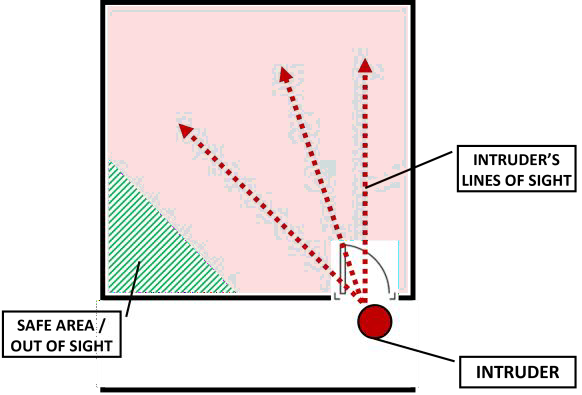 INTRUDER'S
LINES OF SIGHT
SAFE AREA /
OUT OF SIGHT
INTRUDER